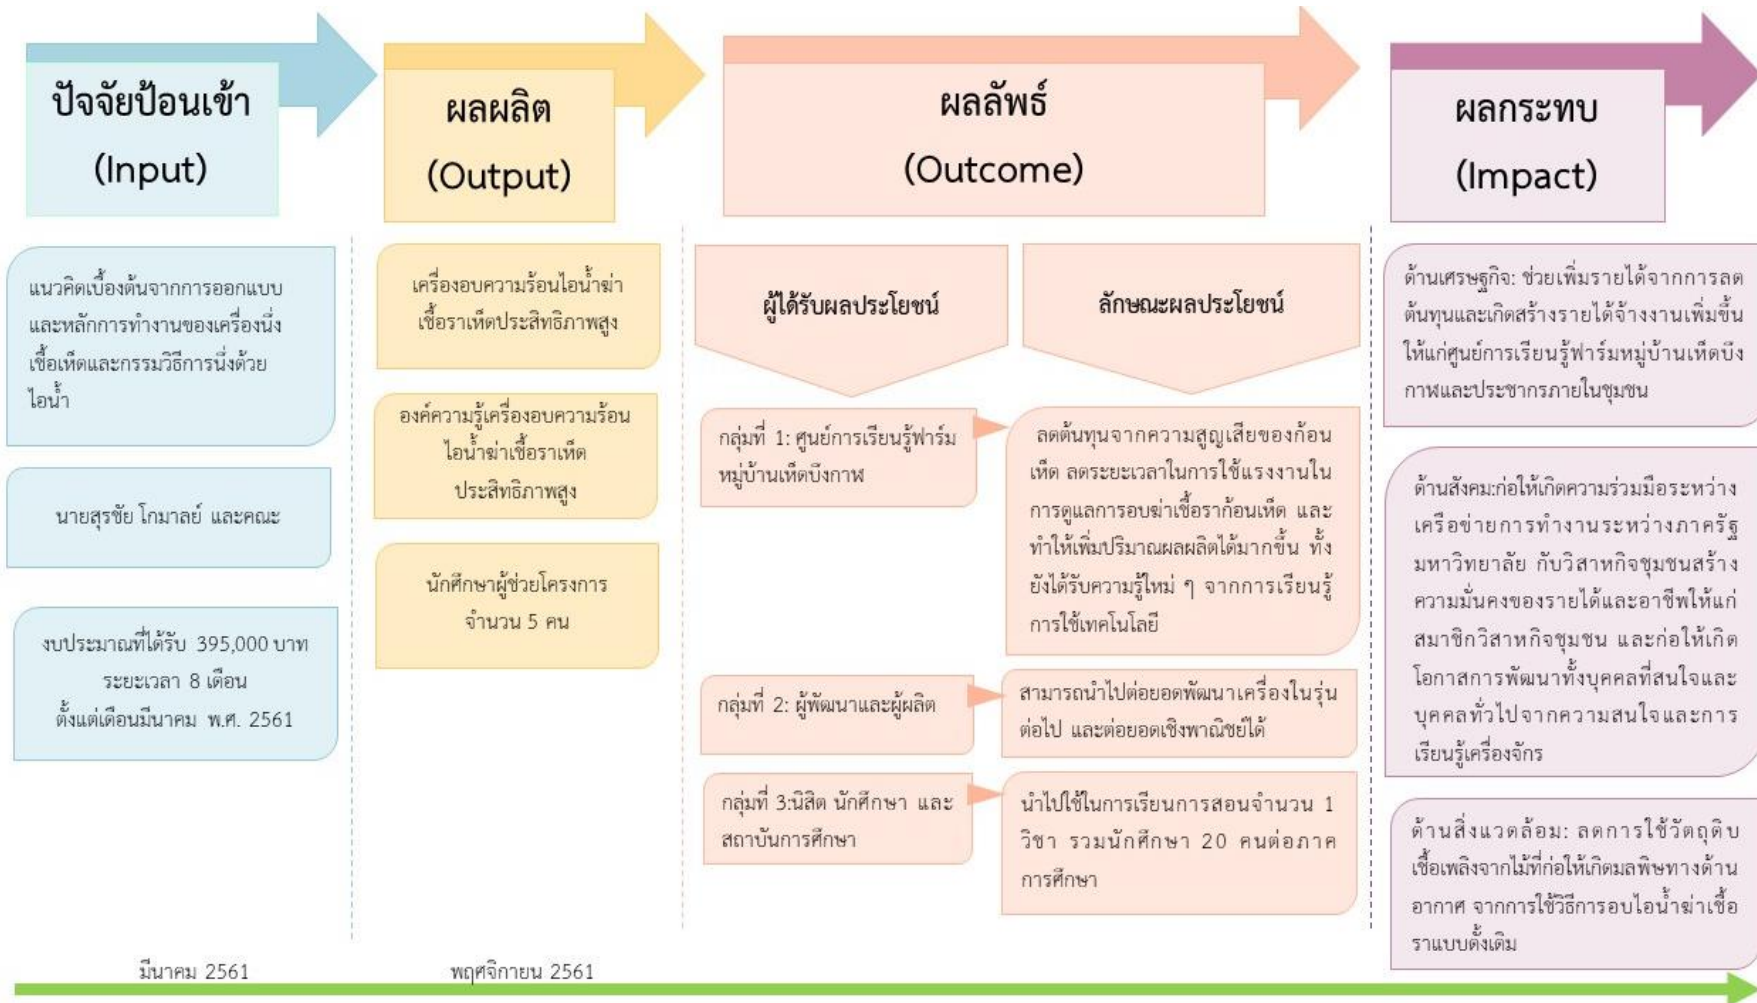 ปัจจัยป้อนเข้า
(Input)
ผลผลิต
(Output)
ผลลัพธ์
(Outcome)
ผลกระทบ
(Impact)
แนวคิดเบื้องต้นจากการออกแบบ
และหลักการทำงานของเครื่องนึ่ง
เชื้อเห็ดและกรรมวิธีการนึ่งด้วย
ไอน้ำ
นายสุรชัย โกมาลย์ และคณะ
งบประมาณที่ได้รับ 395,000 บาท
ระยะเวลา 8 เดือน
ตั้งแต่เดือนมีนาคม พ.ศ. 2561
เครื่องอบความร้อนไอน้ำฆ่า
เชื้อราเห็ดประสิทธิภาพสูง
องค์ความรู้เครื่องอบความร้อน
ไอน้ำฆ่าเชื้อราเห็ด
ประสิทธิภาพสูง
นักศึกษาผู้ช่วยโครงการ
จำนวน 5 คน
ผู้ได้รับผลประโยชน์
ลักษณะผลประโยชน์
กลุ่มที่ 1: ศูนย์การเรียนรู้ฟาร์ม
หมู่บ้านเห็ดบึงกาฬ
ลดต้นทุนจากความสูญเสียของก้อน
เห็ด ลดระยะเวลาในการใช้แรงงานใน
การดูแลการอบฆ่าเชื้อราก้อนเห็ด และ
ทำให้เพิ่มปริมาณผลผลิตได้มากขึ้น ทั้ง
ยังได้รับความรู้ใหม่ ๆ จากการเรียนรู้
การใช้เทคโนโลยี
กลุ่มที่ 2: ผู้พัฒนาและผู้ผลิต
สามารถนำไปต่อยอดพัฒนาเครื่องในรุ่น
ต่อไป และต่อยอดเชิงพาณิชย์ได้
กลุ่มที่ 3:นิสิต นักศึกษา และ
สถาบันการศึกษา
นำไปใช้ในการเรียนการสอนจำนวน 1
วิชา รวมนักศึกษา 20 คนต่อภาค
การศึกษา
ด้านเศรษฐกิจ: ช่วยเพิ่มรายได้จากการลด
ต้นทุนและเกิดสร้างรายได้จ้างงานเพิ่มขึ้น
ให้แก่ศูนย์การเรียนรู้ฟาร์มหมู่บ้านเห็ดบึง
กาฬและประชากรภายในชุมชน
ด้านสังคม:ก่อให้เกิดความร่วมมือระหว่าง
เครือข่ายการทำงานระหว่างภาครัฐ
มหาวิทยาลัย กับวิสาหกิจชุมชนสร้าง
ความมั่นคงของรายได้และอาชีพให้แก่
สมาชิกวิสาหกิจชุมชน และก่อให้เกิด
โอกาสการพัฒนาทั้งบุคคลที่สนใจและ
บุคคลทั่วไปจากความสนใจและการ
เรียนรู้เครื่องจักร
ด้านสิ่งแวดล้อม: ลดการใช้วัตถุดิบ
เชื้อเพลิงจากไม้ที่ก่อให้เกิดมลพิษทางด้าน
อากาศ จากการใช้วิธีการอบไอน้ำฆ่าเชื้อ
ราแบบดั้งเดิม
มีนาคม 2561
พฤศจิกายน 2561